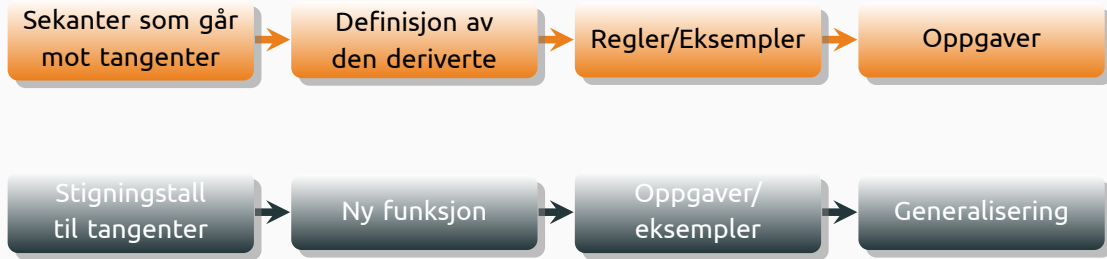 Sekanter som går
mot tangenter
Definisjon av
den deriverte
Regler/Eksempler
Oppgaver
Stigningstall
til tangenter
Ny funksjon
Oppgaver/
eksempler
Generalisering